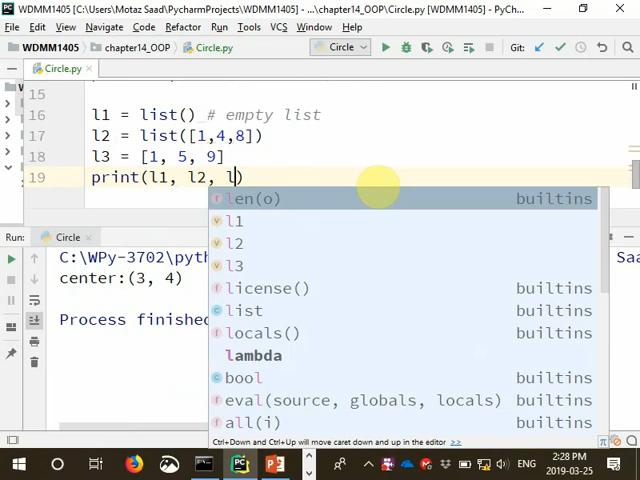 WDMM1405 [C:\Users\Motaz Saad\PycharmProjects\WDMM1405] - ...\chapter14_OOP\Circle.py [WDMM1405] - PyCh...
File Edit View Navigate Code Refactor Run Tools VCS Window Help
WDMM1405 chapter14_OOP Circle.py Circle Git:
Circle.py
15
16 l1 = list() # empty list
17 l2 = list([1,4,8])
18 l3 = [1, 5, 9]
19 print(l1, l2, l)
len(o) builtins
l1
l2
l3
license() builtins
list builtins
locals() builtins
lambda
bool builtins
eval(source, globals, locals) builtins
all(i) builtins
Ctrl+Down and Ctrl+Up will move caret down and up in the editor >>
Run: Circle
C:\WPy-3702\pyth
Saa
center:(3, 4)
Process finished
ENG 2:28 PM
2019-03-25